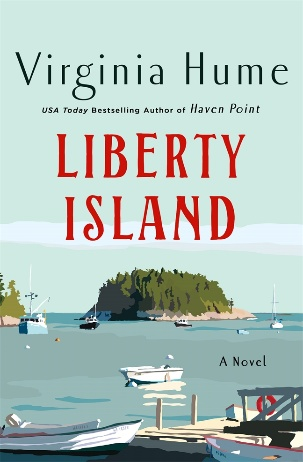 Virginia Hume
USA Today Bestselling Author of Haven Point
LIBERTY
ISLAND
A Novel